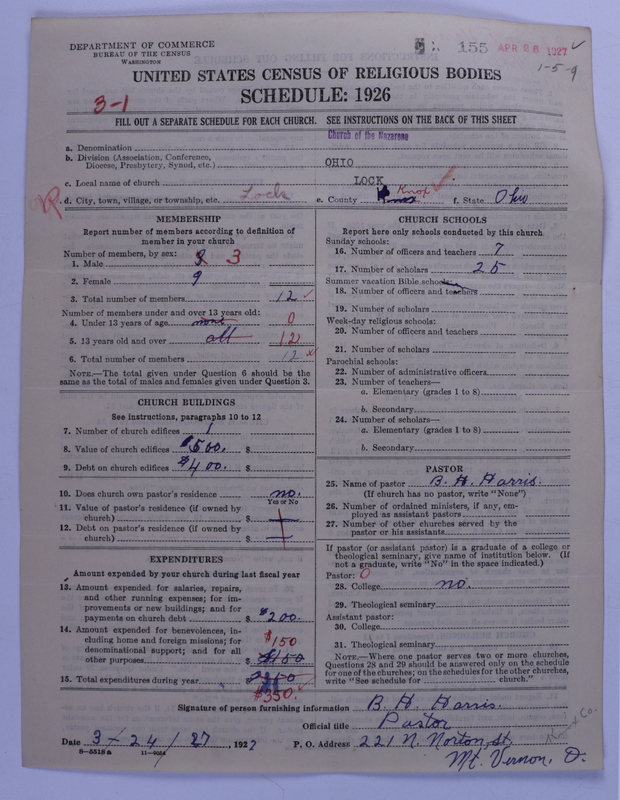 DEPARTMENT OF COMMERCE
BUREAU OF THE CENSUS
WASHINGTON
155 APR 26 1927 ✓
1-5-9
UNITED STATES CENSUS OF RELIGIOUS BODIES
SCHEDULE: 1926
3-1
FILL OUT A SEPARATE SCHEDULE FOR EACH CHURCH. SEE INSTRUCTIONS ON THE BACK OF THIS SHEET
a. Denomination Church of the Nazarene
b. Division (Association, Conference,
Diocese, Presbytery, Synod, etc.) OHIO
c. Local name of church LOCK
d. City, town, village, or township, etc. Lock e. County Knox f. State Ohio
MEMBERSHIP
Report number of members according to definition of
member in your church
Number of members, by sex:
1. Male 3
2. Female 9
3. Total number of members 12
Number of members under and over 13 years old:
4. Under 13 years of age none 0
5. 13 years old and over all 12
6. Total number of members 12
NOTE.—The total given under Question 6 should be
same as the total of males and females given under Question 3.
CHURCH BUILDINGS
See instructions, paragraphs 10 to 12
7. Number of church edifices 1
8. Value of church edifices $500. $
9. Debt on church edifices $400. $
10. Does church own pastor's residence no.
Yes or No
11. Value of pastor's residence (if owned by
church) $
12. Debt on pastor's residence (if owned by
church) $
EXPENDITURES
Amount expended by your church during last fiscal year
13. Amount expended for salaries, repairs,
and other running expenses; for im-
provements or new buildings; and for
payments on church debt $200.
14. Amount expended for benevolences, in-
cluding home and foreign missions; for
denominational support; and for all
other purposes $150 $150
15. Total expenditures during year $350.
CHURCH SCHOOLS
Report here only schools conducted by this church
Sunday schools:
16. Number of officers and teachers 7
17. Number of scholars 25
Summer vacation Bible schools:
18. Number of officers and teachers
19. Number of scholars
Week-day religious schools:
20. Number of officers and teachers
21. Number of scholars
Parochial schools:
22. Number of administrative officers
23. Number of teachers—
a. Elementary (grades 1 to 8)
b. Secondary
24. Number of scholars—
a. Elementary (grades 1 to 8)
b. Secondary
PASTOR
25. Name of pastor B. H. Harris.
(If church has no pastor, write "None")
26. Number of ordained ministers, if any, em-
ployed as assistant pastors
27. Number of other churches served by the
pastor or his assistants
If pastor (or assistant pastor) is a graduate of a college or
theological seminary, give name of institution below. (If
not a graduate, write "No" in the space indicated.)
Pastor: 0
28. College no.
29. Theological seminary
Assistant pastor:
30. College
31. Theological seminary
NOTE.—Where one pastor serves two or more churches,
Questions 28 and 29 should be answered only on the schedule
for one of the churches; on the schedules for the other churches,
write "See schedule for church."
Signature of person furnishing information B. H. Harris.
Official title Pastor
Date 3/24/27, 1927 P. O. Address 221 N. Norton, st,
8-5518a 11-9064 Mt. Vernon, O.